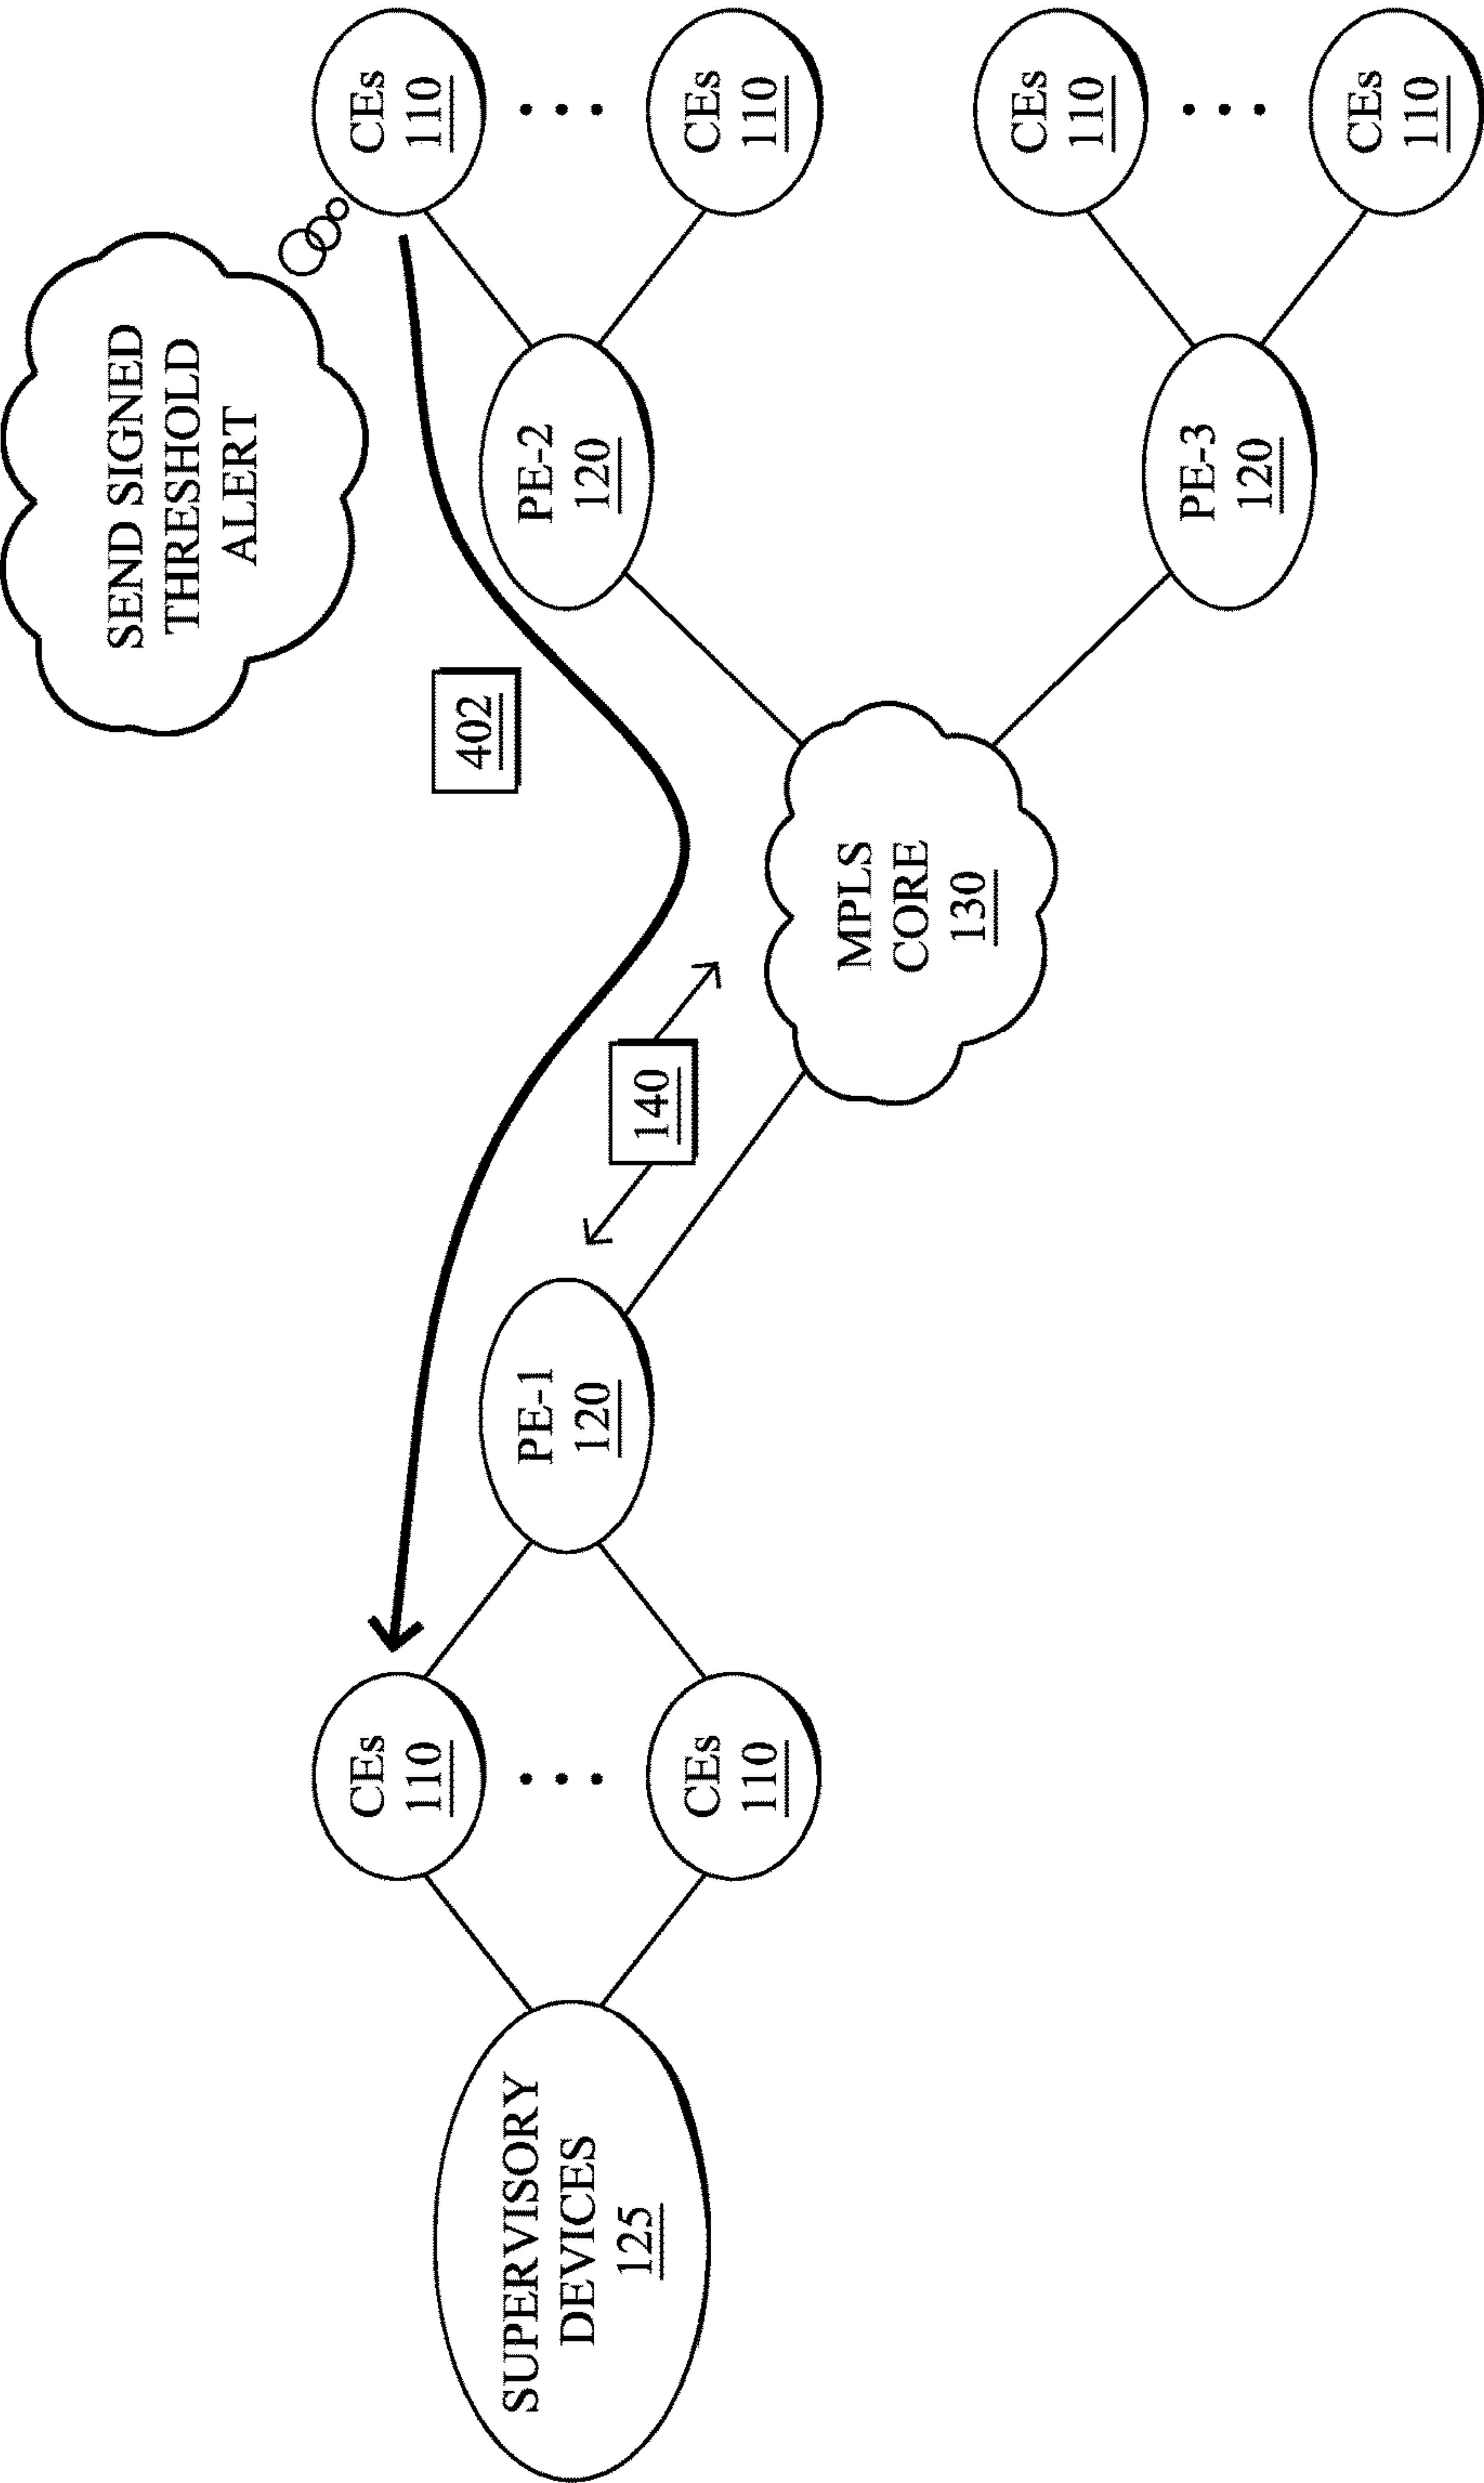 SEND SIGNED
THRESHOLD
ALERT
CEs
110
CEs
110
402
PE-2
120
SUPERVISORY
DEVICES
125
CEs
110
CEs
110
PE-1
120
140
MPLS
CORE
130
PE-3
120
CEs
110
CEs
110